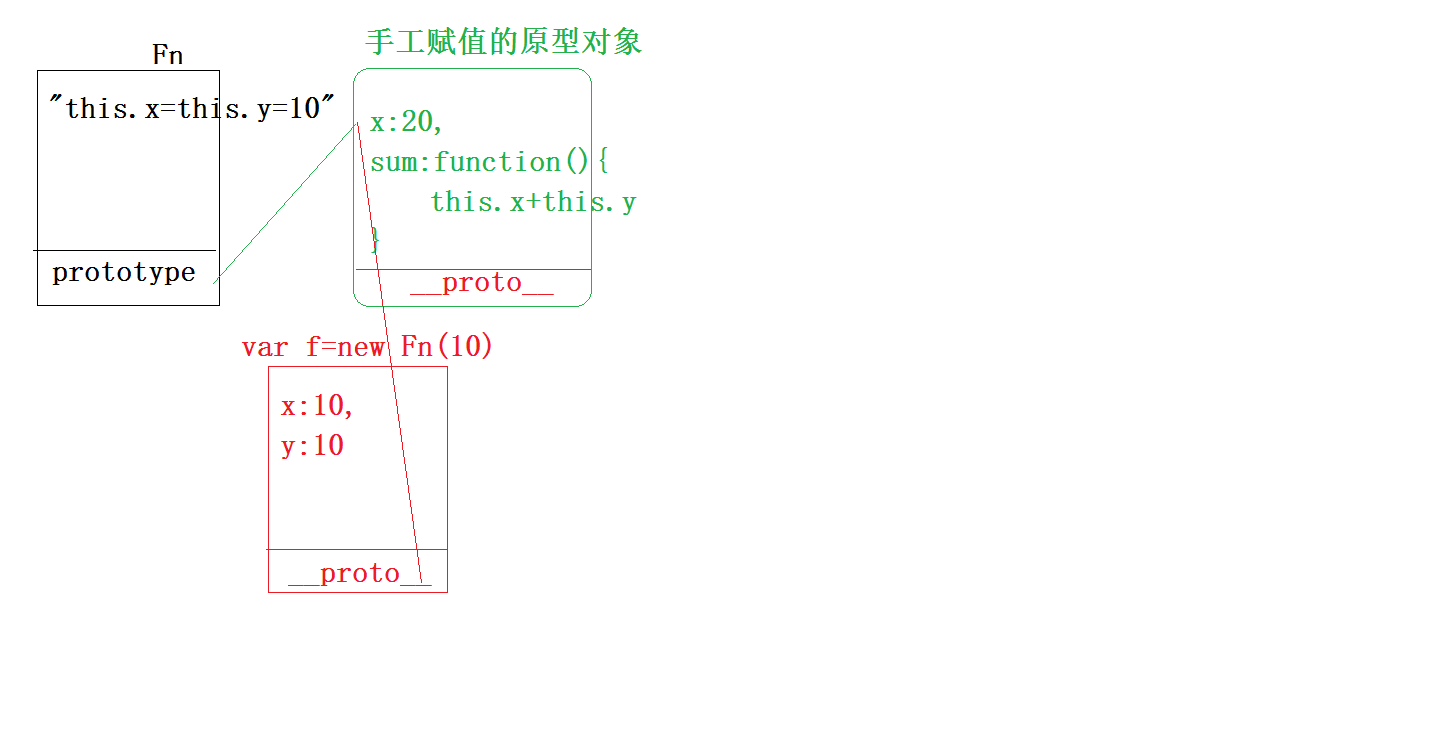 Fn
"this.x=this.y=10"
prototype
手工赋值的原型对象
x:20,
sum:function(){
this.x+this.y
}
__proto__
var f=new Fn(10)
x:10,
y:10
__proto__